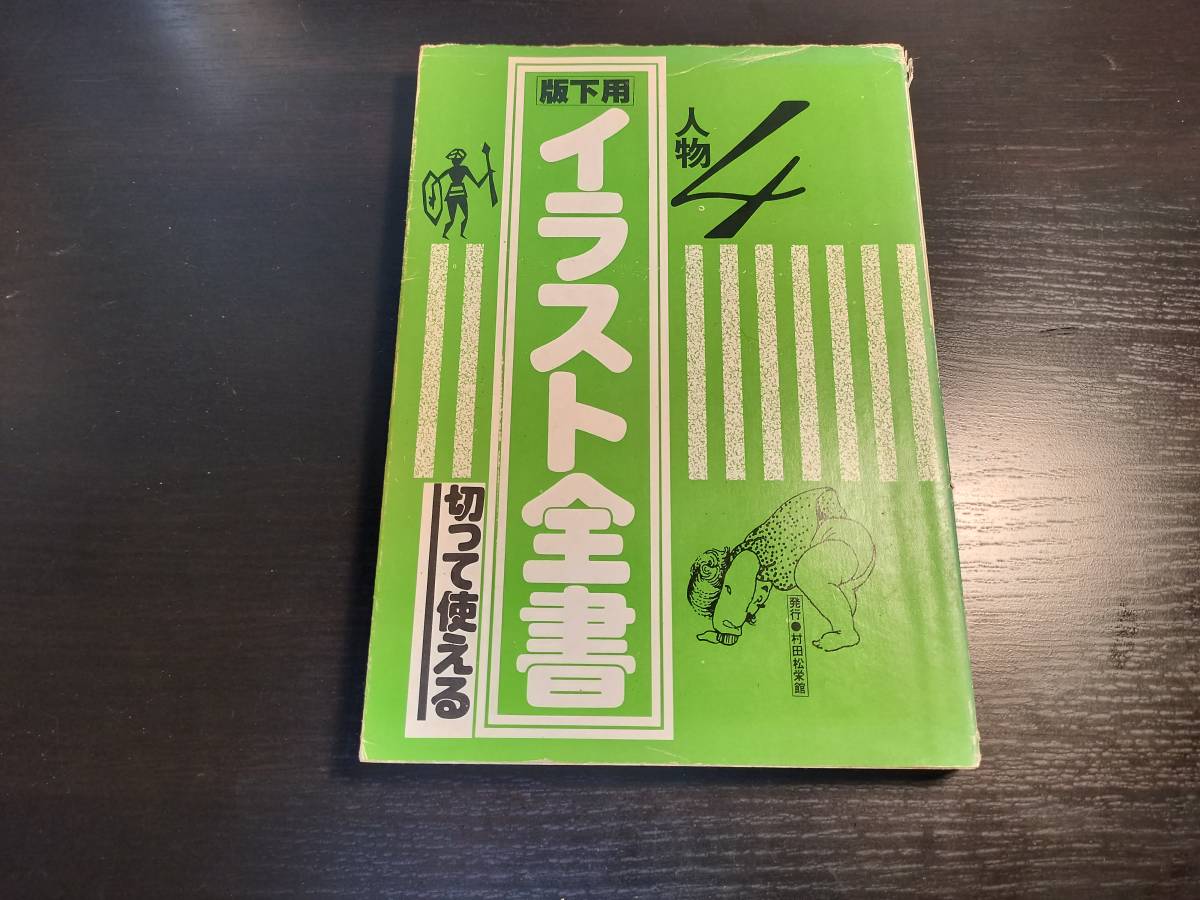 版下用
イラスト全書
人物
4
切って使える
発行●村田松栄館